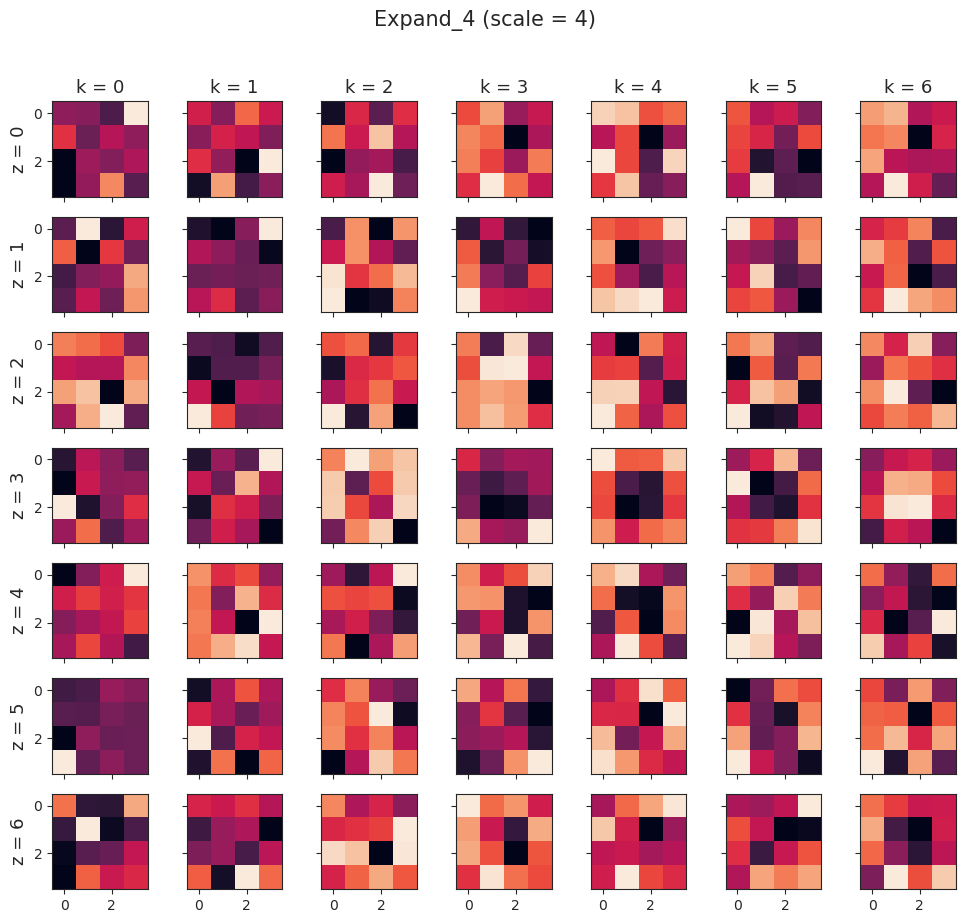 Expand_4 (scale = 4)
k = 0 k = 1 k = 2 k = 3 k = 4 k = 5 k = 6
z = 0
0
2
z = 1
0
2
z = 2
0
2
z = 3
0
2
z = 4
0
2
z = 5
0
2
z = 6
0
2
0 2 0 2 0 2 0 2 0 2 0 2 0 2